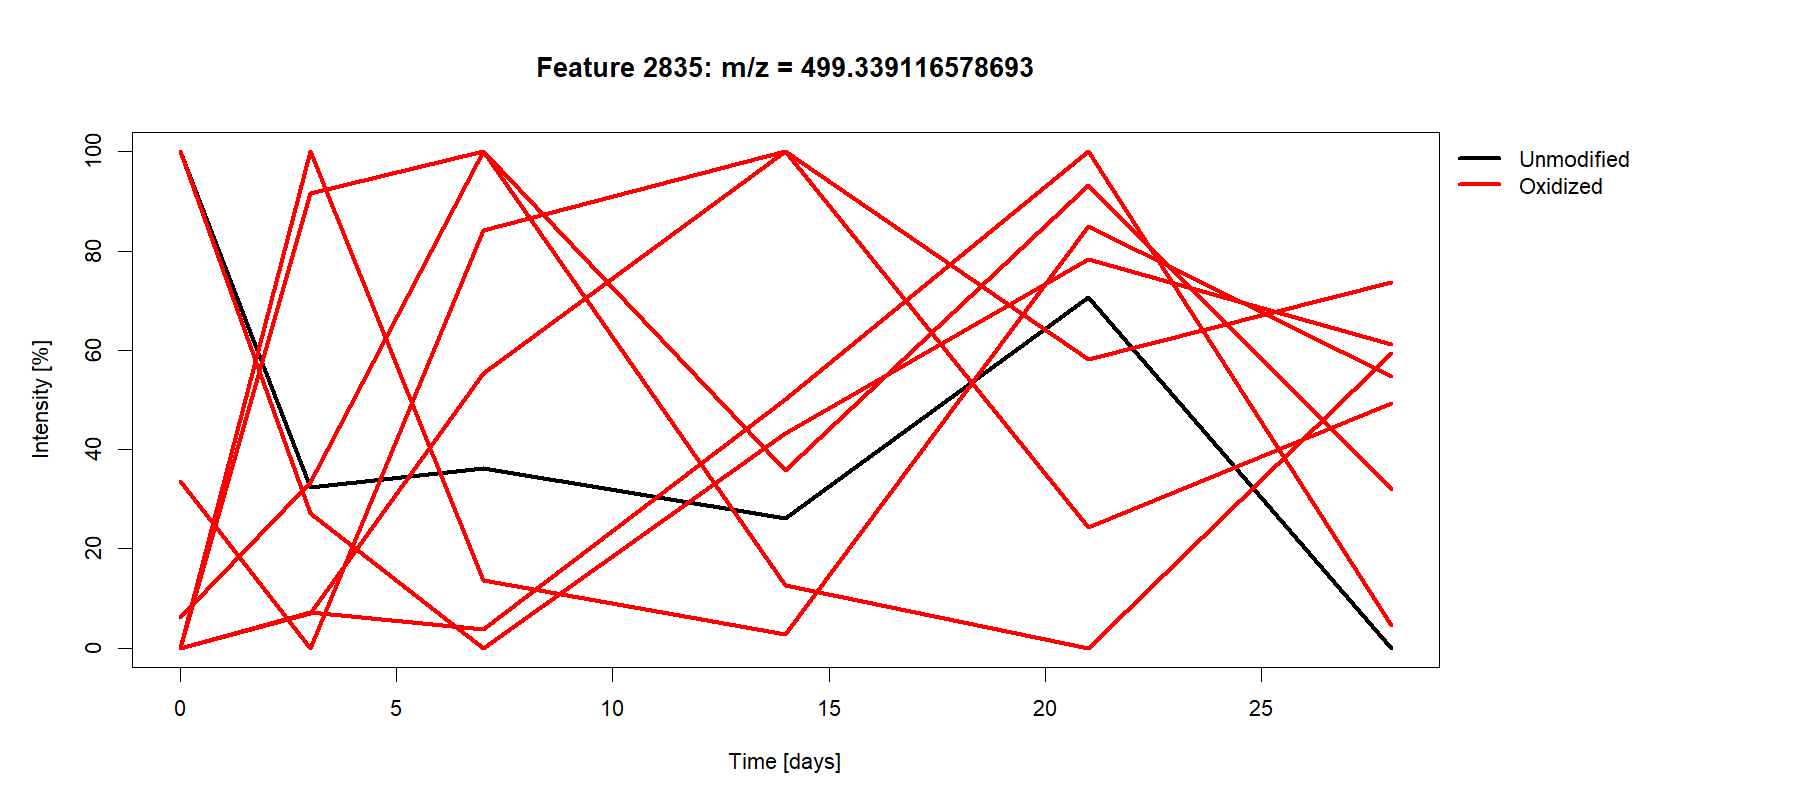 Feature 2835: m/z = 499.339116578693
Unmodified
Oxidized
Intensity [%]
100
80
60
40
20
0
0 5 10 15 20 25
Time [days]